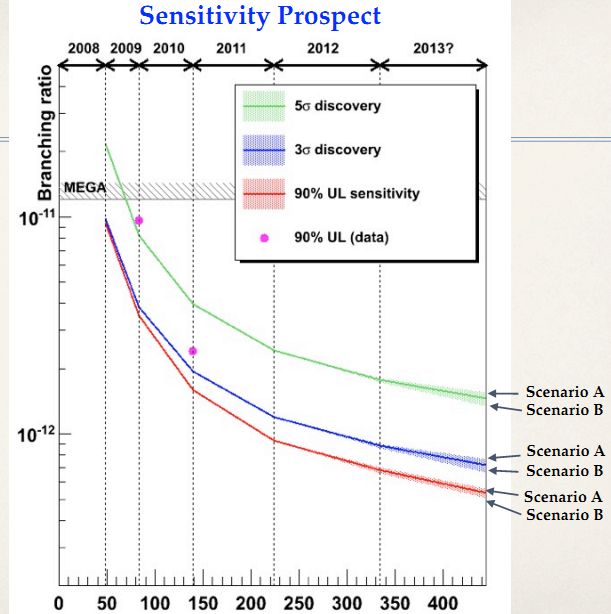 Sensitivity Prospect
2008 2009 2010 2011 2012 2013?
Branching ratio
5σ discovery
3σ discovery
90% UL sensitivity
90% UL (data)
MEGA
10-11
10-12
Scenario A
Scenario B
Scenario A
Scenario B
Scenario A
Scenario B
0 50 100 150 200 250 300 350 400